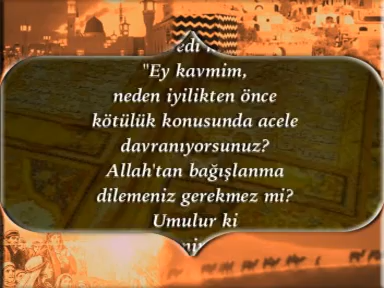 "Ey kavmim,
neden iyilikten önce
kötülük konusunda acele
davranıyorsunuz?
Allah'tan bağışlanma
dilemeniz gerekmez mi?
Umulur ki